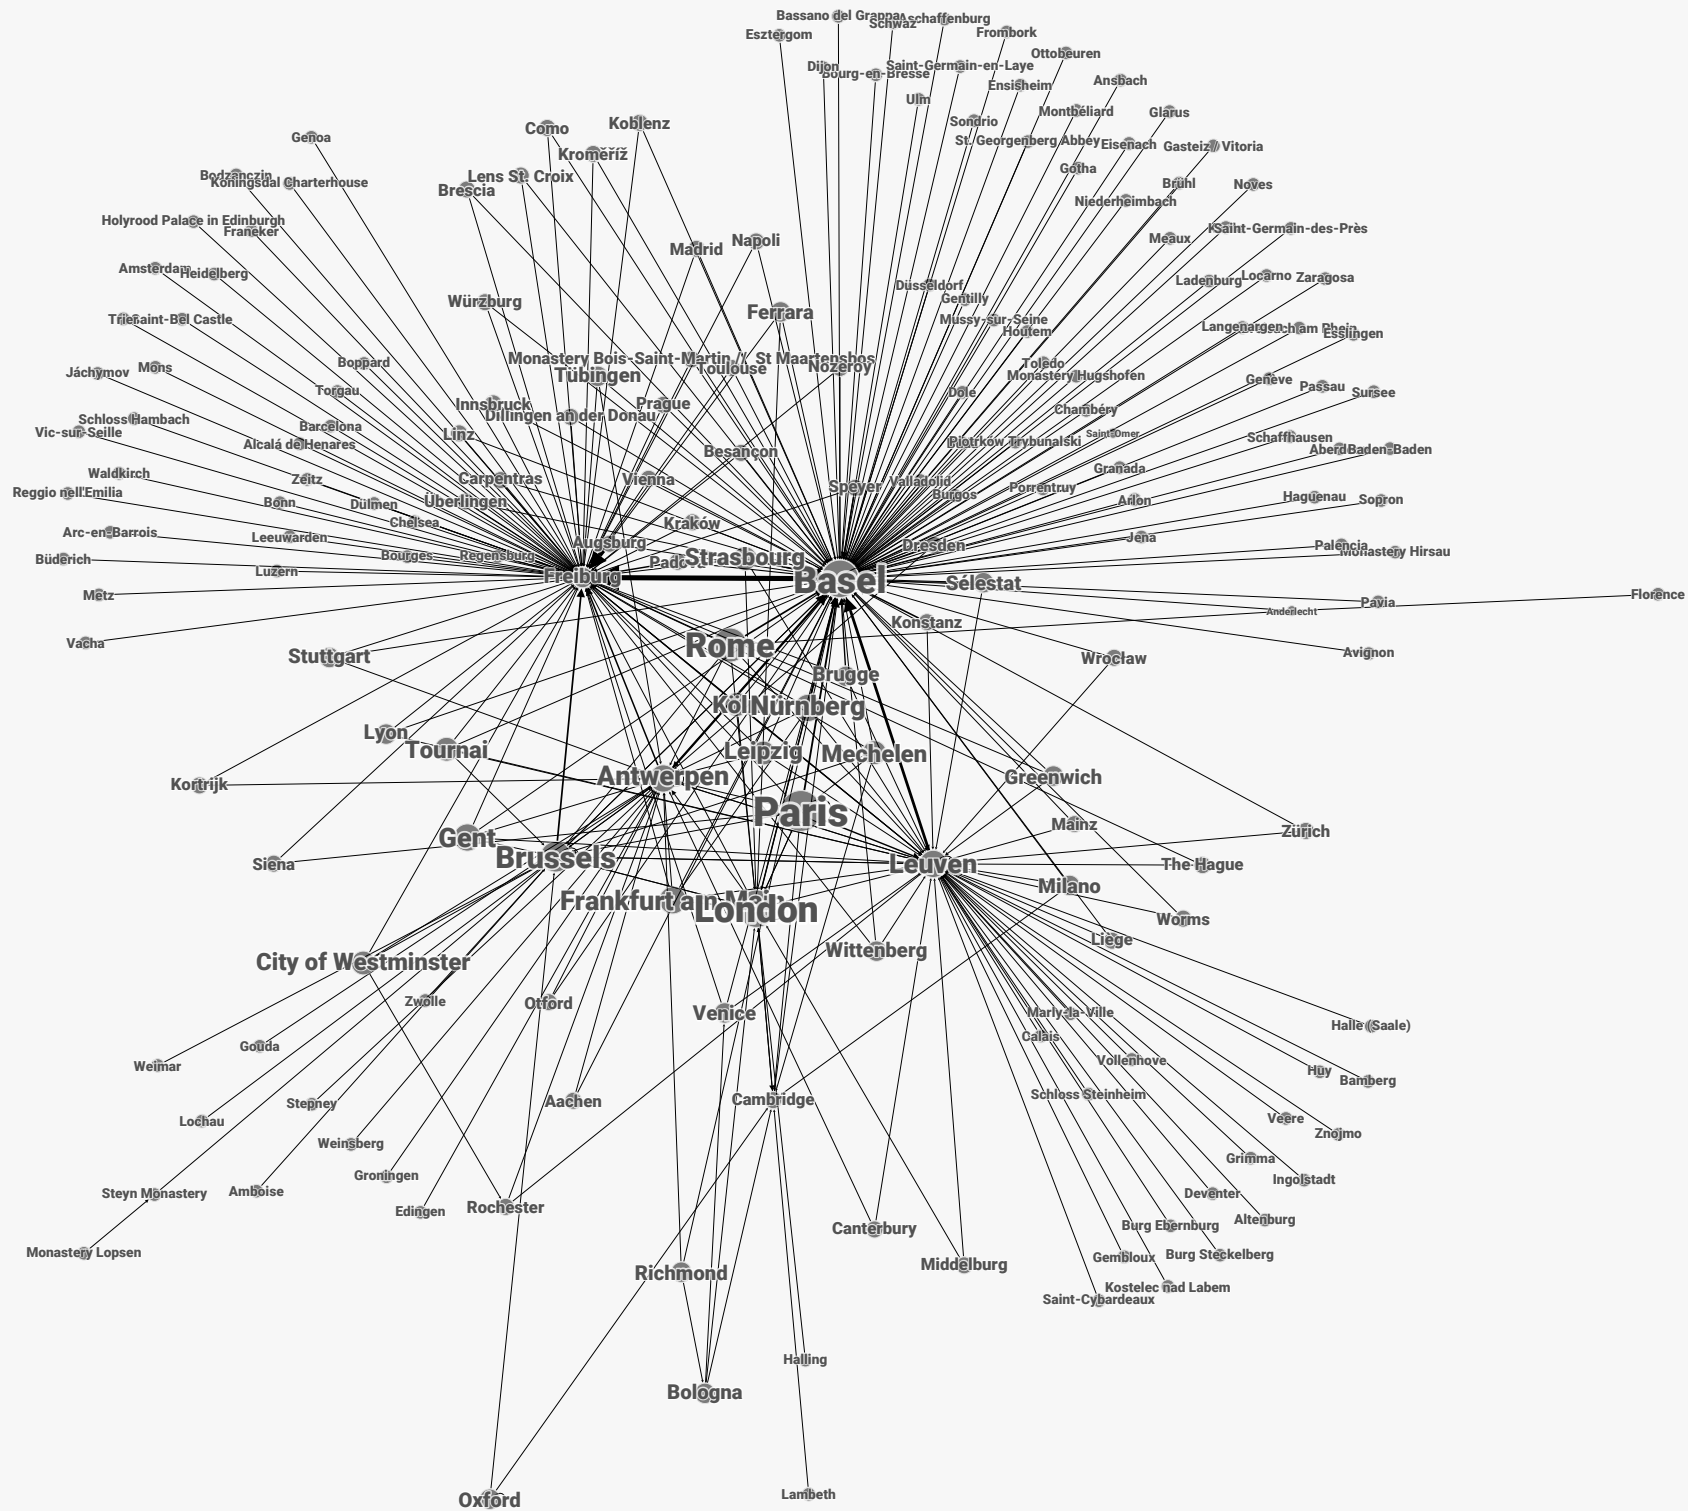 Bassano del Grappa
Schwaz
Aschaffenburg
Esztergom
Frombork
Ottobeuren
Dijon
Bourg-en-Bresse
Saint-Germain-en-Laye
Ensisheim
Ansbach
Ulm
Montbéliard
Glarus
Sondrio
Koblenz
Como
Genoa
St. Georgenberg Abbey
Eisenach
Gasteiz / Vitoria
Kroměříž
Gotha
Bodzanczin
Koningsdal Charterhouse
Lens St. Croix
Brescia
Brühl
Noves
Niederheimbach
Holyrood Palace in Edinburgh
Franeker
Saint-Germain-des-Près
Meaux
Napoli
Madrid
Amsterdam
Heidelberg
Ladenburg
Locarno
Zaragosa
Düsseldorf
Gentilly
Würzburg
Ferrara
Trier
Saint-Bel Castle
Mussy-sur-Seine
Houtem
Langenargen
Esslingen
Monastery Bois-Saint-Martin // St Maartensbos
Toulouse
Nozeroy
Boppard
Mons
Jáchymov
Tübingen
Toledo
Monastery Hugshofen
Genève
Passau
Sursee
Torgau
Dole
Innsbruck
Dillingen an der Donau
Prague
Chambéry
Schloss Hambach
Vic-sur-Seille
Barcelona
Alcalá de Henares
Linz
Saint-Omer
Piotrków Trybunalski
Schaffhausen
Baden-Baden
Besançon
Granada
Waldkirch
Zeitz
Carpentras
Vienna
Speyer
Valladolid
Burgos
Porrentruy
Reggio nell'Emilia
Bonn
Dülmen
Überlingen
Arlon
Haguenau
Sopron
Chelsea
Kraków
Arc-en-Barrois
Leeuwarden
Augsburg
Dresden
Jena
Palencia
Monastery Hirsau
Büderich
Bourges
Regensburg
Strasbourg
Luzern
Freiburg
Basel
Sélestat
Metz
Pavia
Anderlecht
Florence
Konstanz
Vacha
Stuttgart
Rome
Wrocław
Avignon
Brugge
Nürnberg
Lyon
Tournai
Leipzig
Mechelen
Kortrijk
Antwerpen
Greenwich
Paris
Mainz
Zürich
Gent
Brussels
Siena
Leuven
The Hague
Milano
Frankfurt am Main
London
Worms
Liège
Wittenberg
City of Westminster
Zwolle
Otford
Venice
Marly-la-Ville
Halle (Saale)
Calais
Gouda
Weimar
Vollenhove
Huy
Bamberg
Schloss Steinheim
Stepney
Aachen
Cambridge
Lochau
Veere
Znojmo
Weinsberg
Grimma
Groningen
Ingolstadt
Steyn Monastery
Amboise
Deventer
Edingen
Rochester
Altenburg
Canterbury
Burg Ebernburg
Monastery Lopsen
Gembloux
Burg Steckelberg
Middelburg
Richmond
Kostelec nad Labem
Saint-Cybardeaux
Halling
Bologna
Lambeth
Oxford